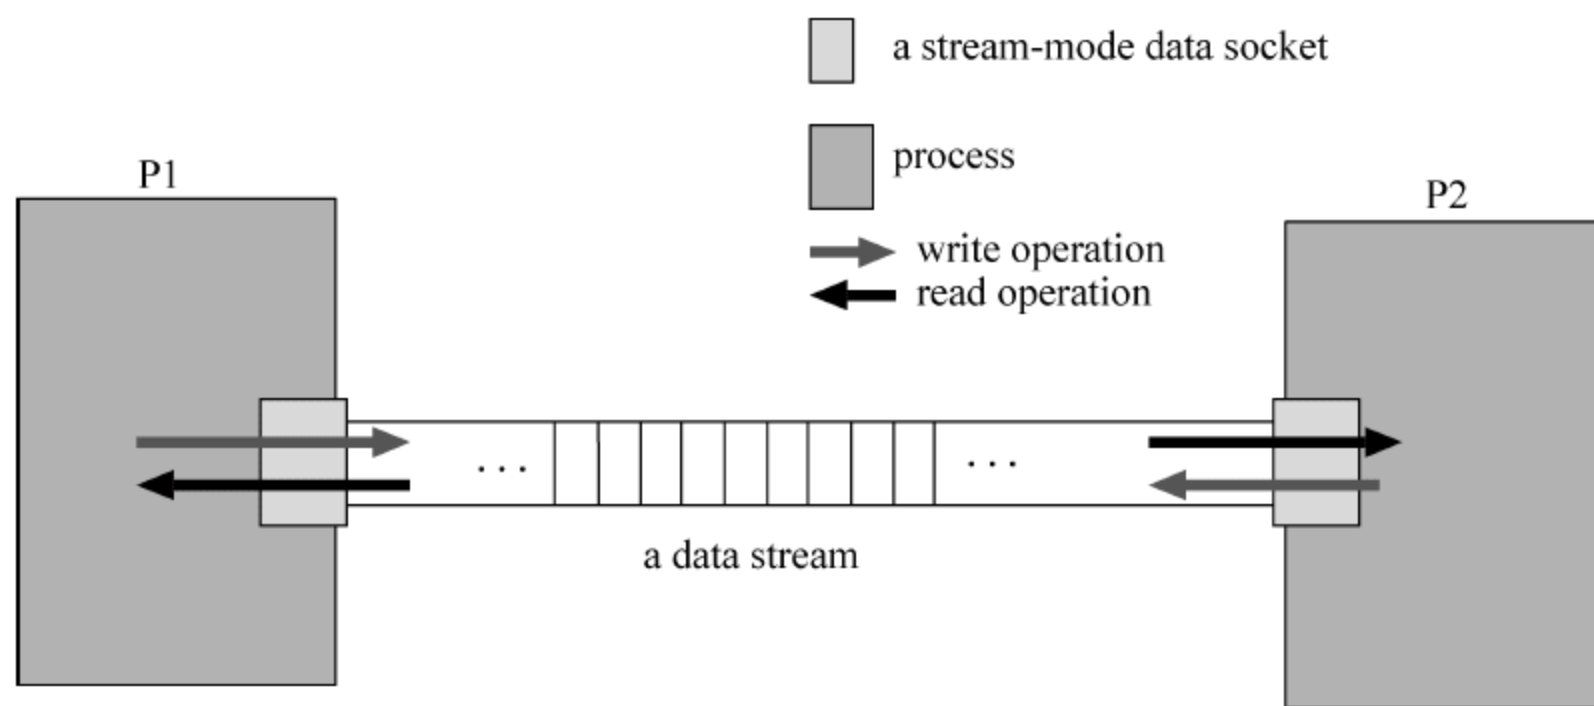 a stream-mode data socket
process
P1
P2
write operation
read operation
...
...
a data stream